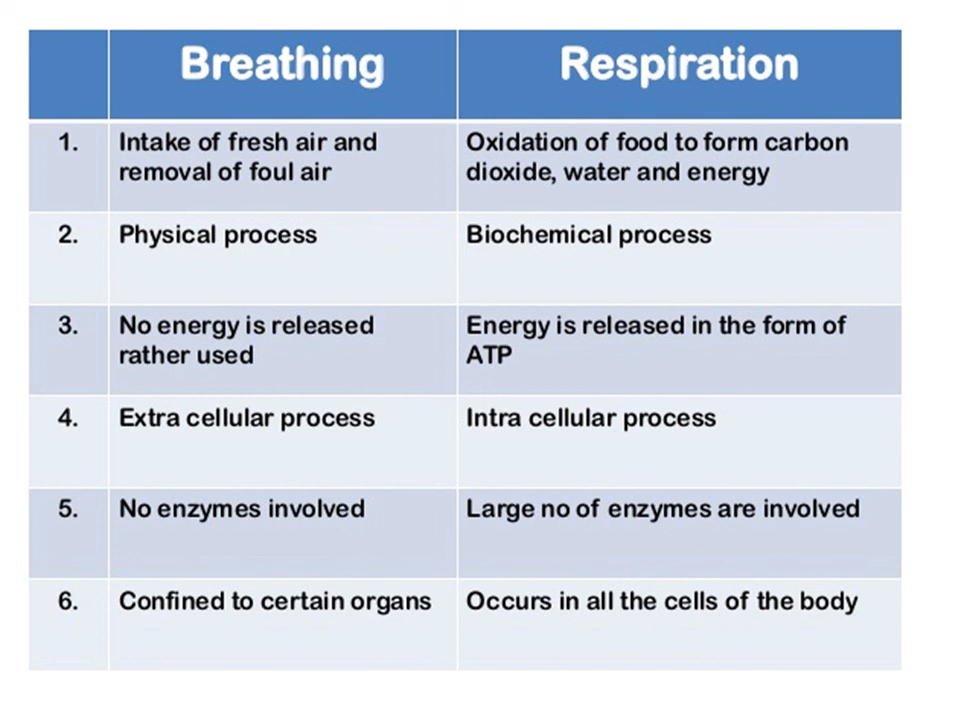 Breathing Respiration
1. Intake of fresh air and Oxidation of food to form carbon
removal of foul air dioxide, water and energy
2. Physical process Biochemical process
3. No energy is released Energy is released in the form of
rather used ATP
4. Extra cellular process Intra cellular process
5. No enzymes involved Large no of enzymes are involved
6. Confined to certain organs Occurs in all the cells of the body